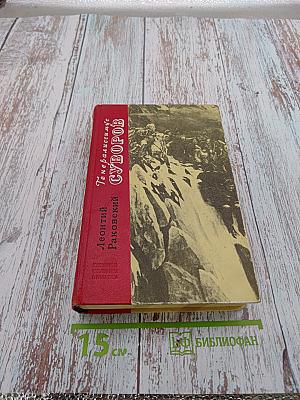 Генералиссимус
СУВОРОВ
Леонтий
Раковский
15 см.
БИБЛИОФАН